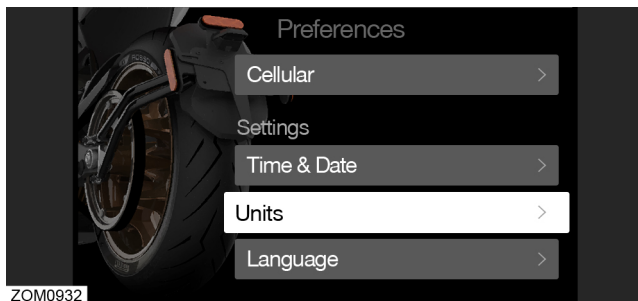 Preferences
Cellular
Settings
Time & Date
Units
Language
ZOM0932